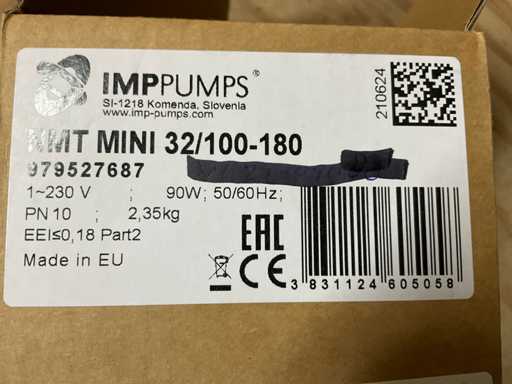 IMPPUMPS®
SI-1218 Komenda, Slovenia
www.imp-pumps.com
210624
NMT MINI 32/100-180
979527687
1~230 V ; 90W; 50/60Hz;
PN 10 ; 2,35kg
EEI≤0,18 Part2
Made in EU
EAC
CE
3 831124 605058